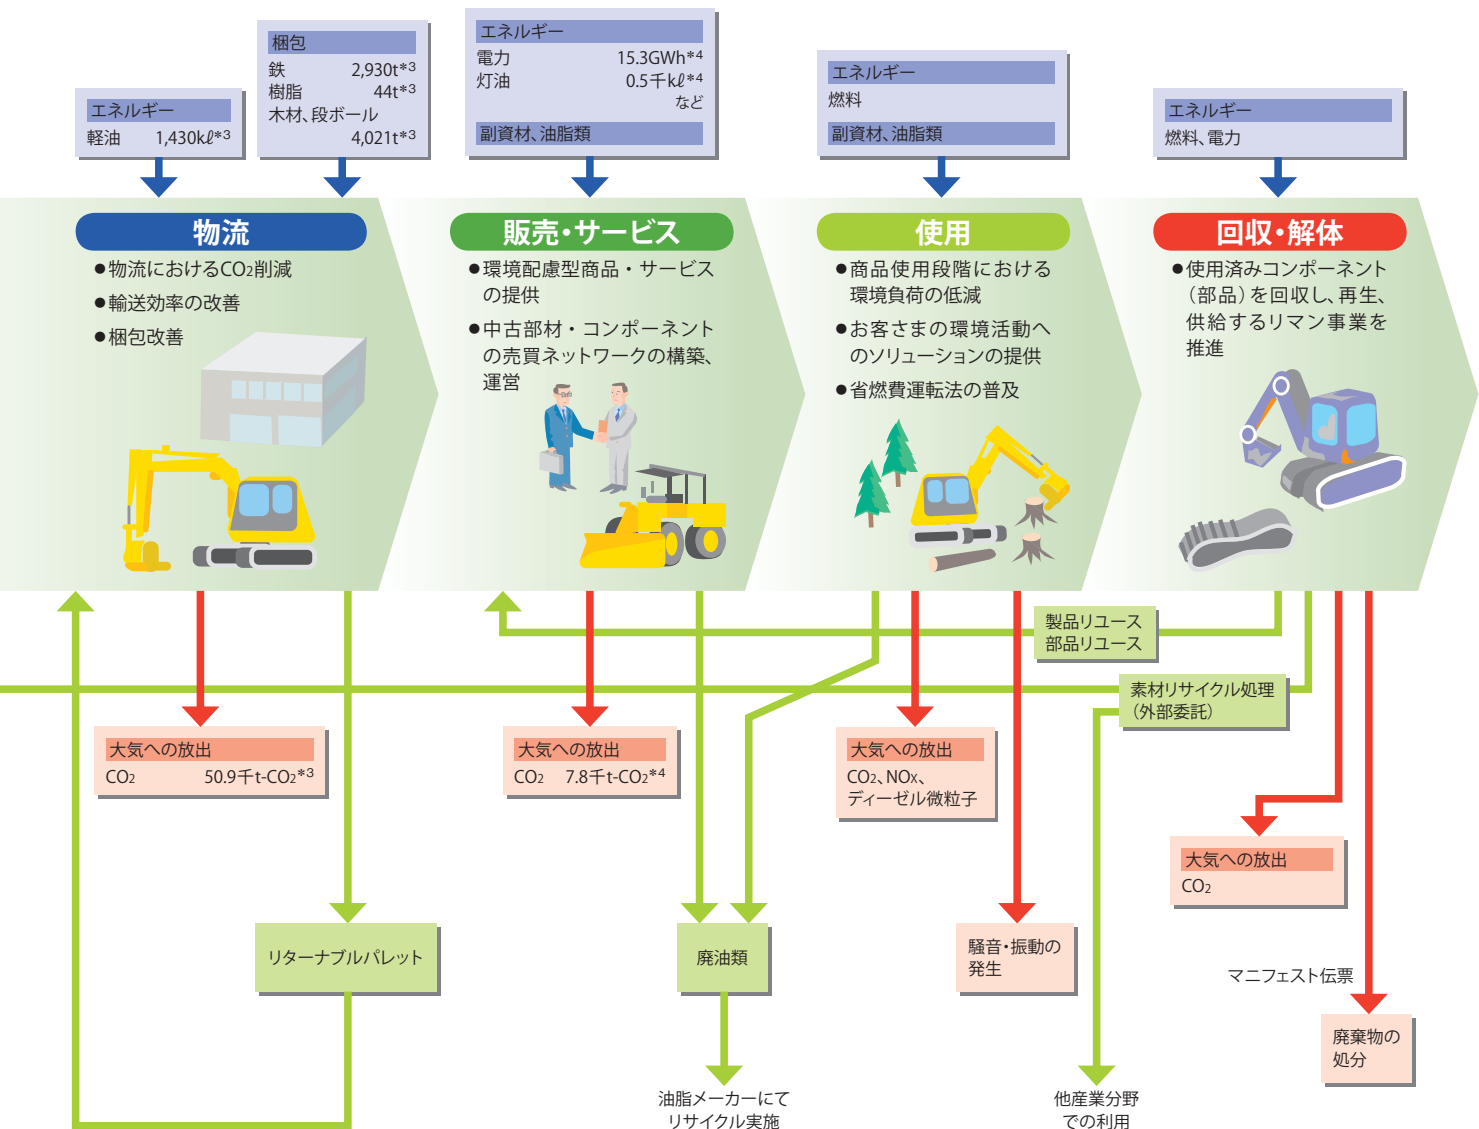 エネルギー
軽油 1,430kℓ*3
梱包
鉄 2,930t*3
樹脂 44t*3
木材、段ボール
4,021t*3
エネルギー
電力 15.3GWh*4
灯油 0.5千kℓ*4
など
副資材、油脂類
エネルギー
燃料
副資材、油脂類
エネルギー
燃料、電力
物流
●物流におけるCO2削減
●輸送効率の改善
●梱包改善
販売・サービス
●環境配慮型商品・サービス
の提供
●中古部材・コンポーネント
の売買ネットワークの構築、
運営
使用
●商品使用段階における
環境負荷の低減
●お客さまの環境活動へ
のソリューションの提供
●省燃費運転法の普及
回収・解体
●使用済みコンポーネント
（部品）を回収し、再生、
供給するリマン事業を
推進
製品リユース
部品リユース
素材リサイクル処理
（外部委託）
大気への放出
CO2 50.9千t-CO2*3
大気への放出
CO2 7.8千t-CO2*4
大気への放出
CO2、NOx、
ディーゼル微粒子
大気への放出
CO2
リターナブルパレット
廃油類
騒音・振動の
発生
マニフェスト伝票
廃棄物の
処分
油脂メーカーにて
リサイクル実施
他産業分野
での利用